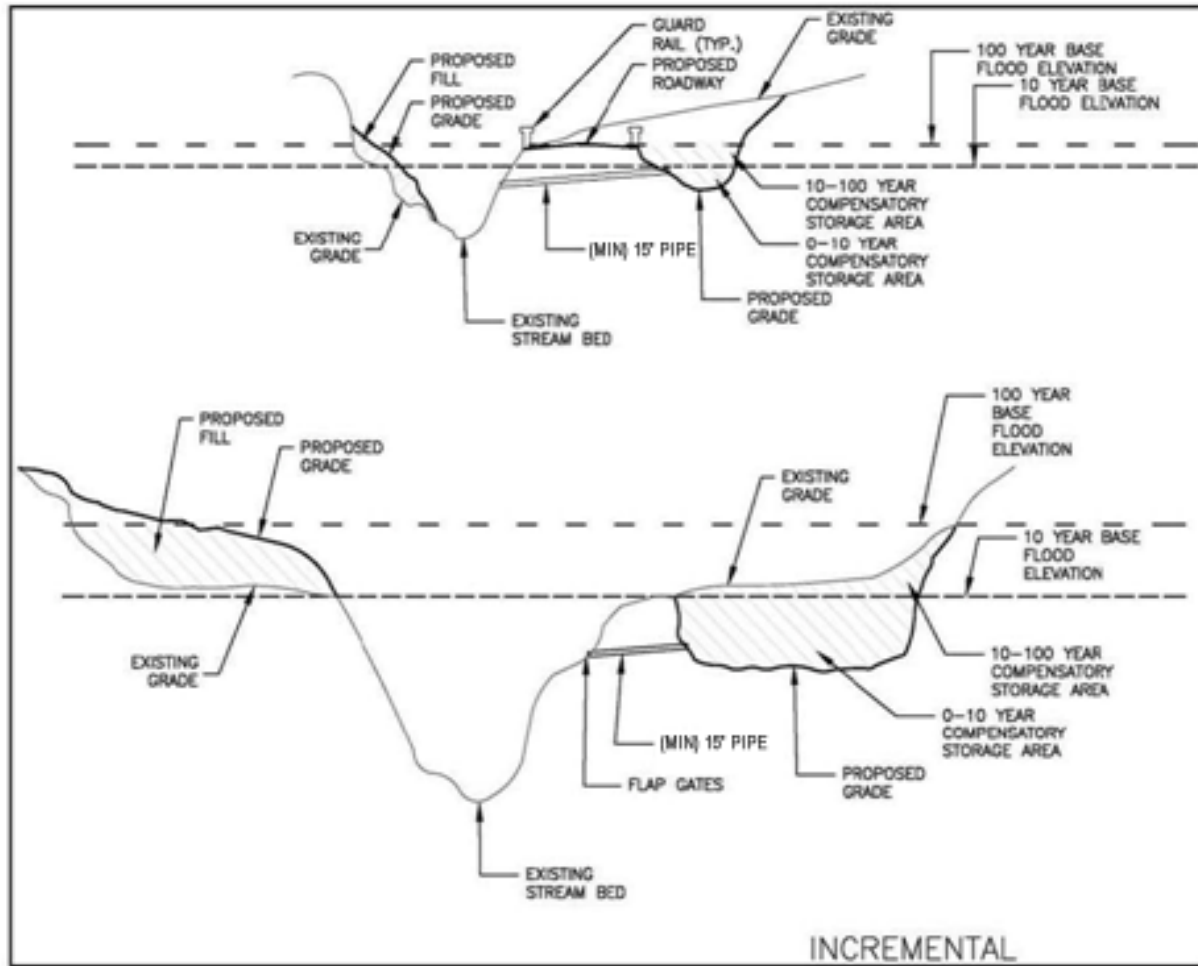 GUARD
RAIL (TYP.)
EXISTING
GRADE
PROPOSED
FILL
PROPOSED
ROADWAY
100 YEAR BASE
FLOOD ELEVATION
10 YEAR BASE
FLOOD ELEVATION
PROPOSED
GRADE
10-100 YEAR
COMPENSATORY
STORAGE AREA
EXISTING
GRADE
(MIN) 15" PIPE
0-10 YEAR
COMPENSATORY
STORAGE AREA
PROPOSED
GRADE
EXISTING
STREAM BED
PROPOSED
FILL
PROPOSED
GRADE
100 YEAR
BASE
FLOOD
ELEVATION
EXISTING
GRADE
10 YEAR BASE
FLOOD
ELEVATION
EXISTING
GRADE
10-100 YEAR
COMPENSATORY
STORAGE AREA
0-10 YEAR
COMPENSATORY
STORAGE AREA
(MIN) 15" PIPE
FLAP GATES
PROPOSED
GRADE
EXISTING
STREAM BED
INCREMENTAL